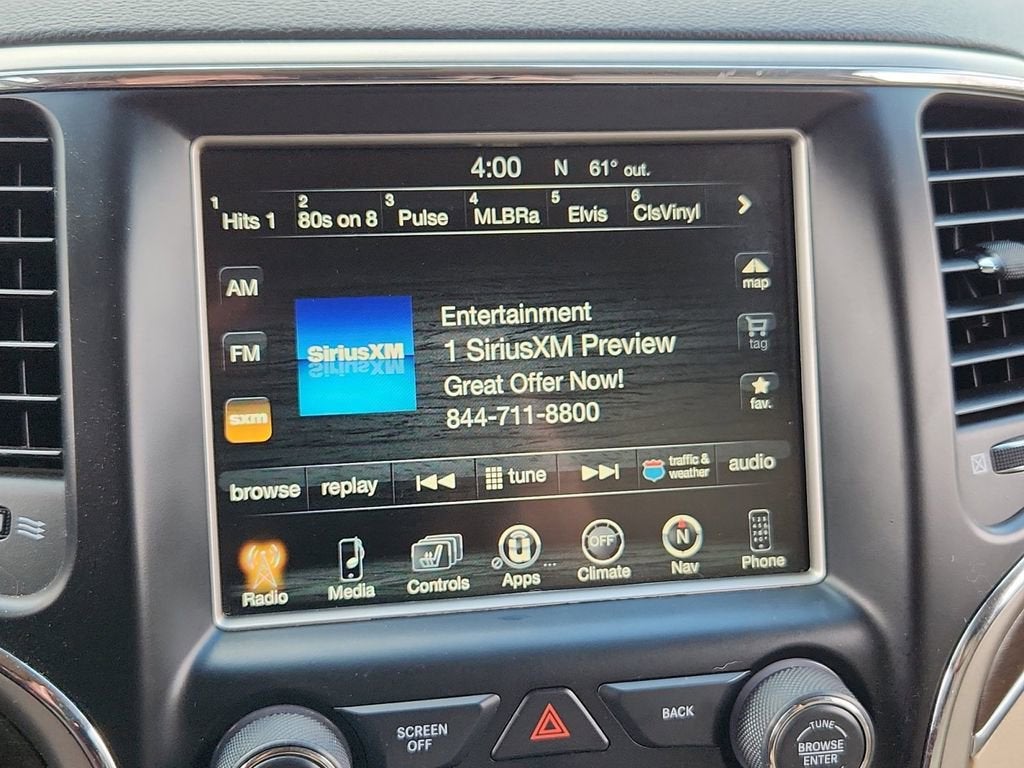 4:00 N 61° out.
1 Hits 1 2 80s on 8 3 Pulse 4 MLBRa 5 Elvis 6 ClsVinyl
AM
FM
sxm
SiriusXM
Entertainment
1 SiriusXM Preview
Great Offer Now!
844-711-8800
map
tag
fav.
browse replay tune traffic & weather audio
Radio Media Controls Apps OFF Climate N Nav Phone
SCREEN
OFF
BACK
TUNE
BROWSE
ENTER